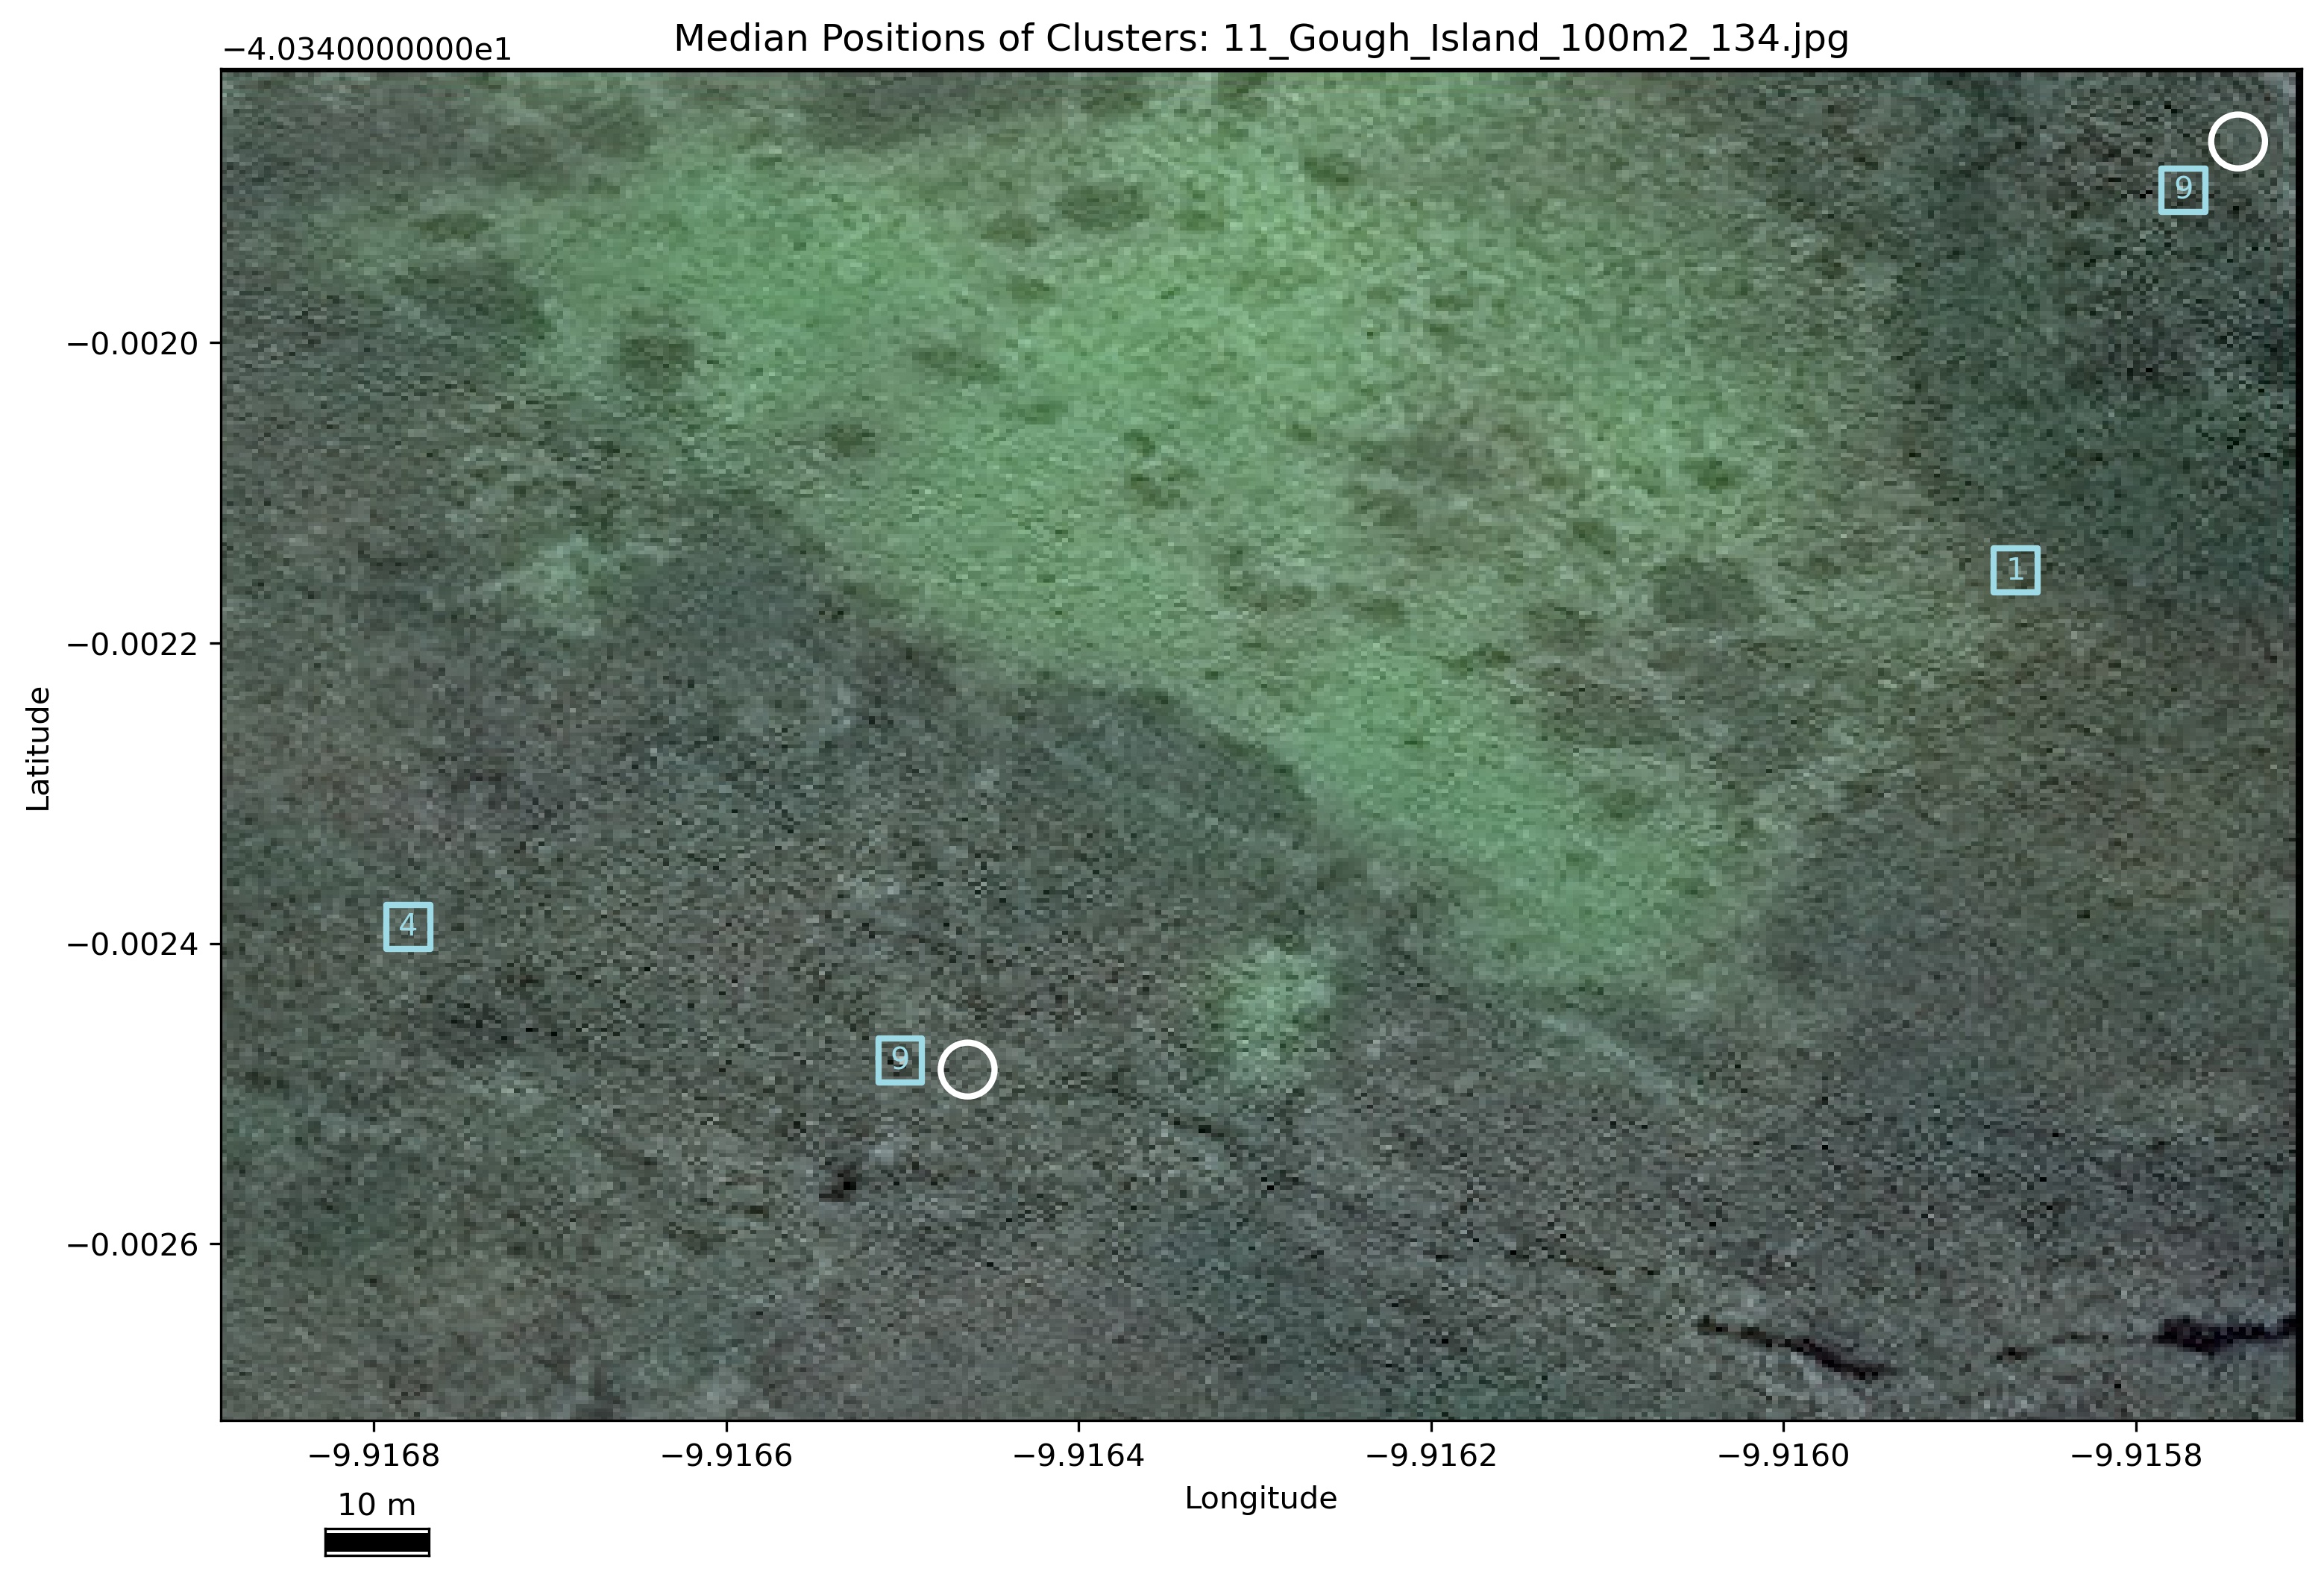 Median Positions of Clusters: 11_Gough_Island_100m2_134.jpg
−4.0340000000e1
9
−0.0020
1
−0.0022
Latitude
4
−0.0024
9
−0.0026
−9.9168 −9.9166 −9.9164 −9.9162 −9.9160 −9.9158
Longitude
10 m